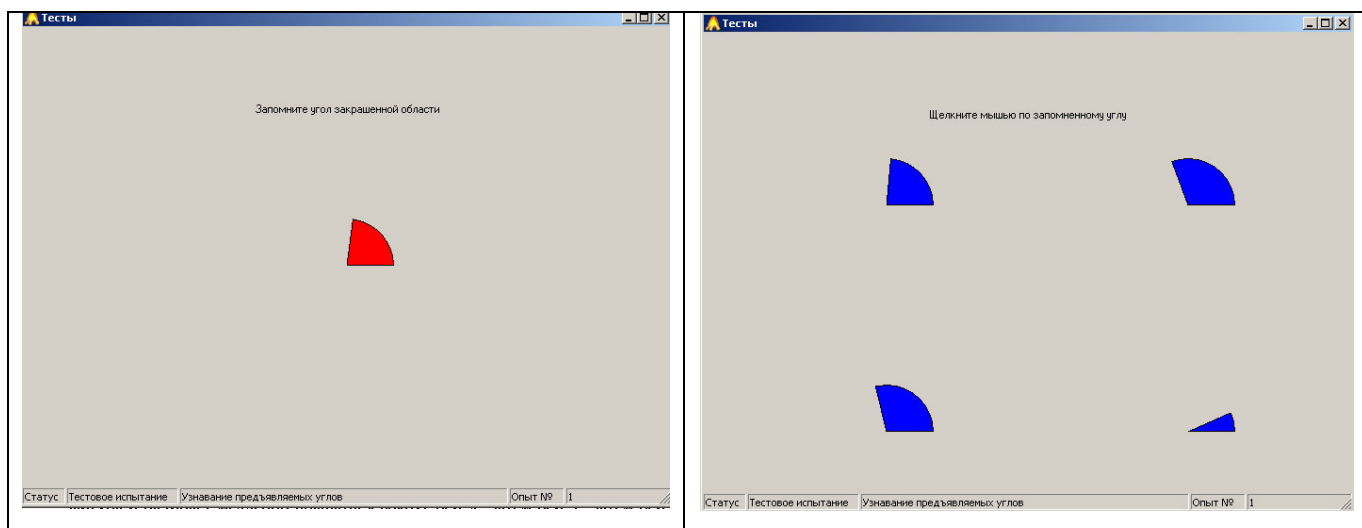 Тесты
Запомните угол закрашенной области
Статус Тестовое испытание Узнавание предъявляемых углов Опыт № 1
Тесты
Щелкните мышью по запомненному углу
Статус Тестовое испытание Узнавание предъявляемых углов Опыт № 1